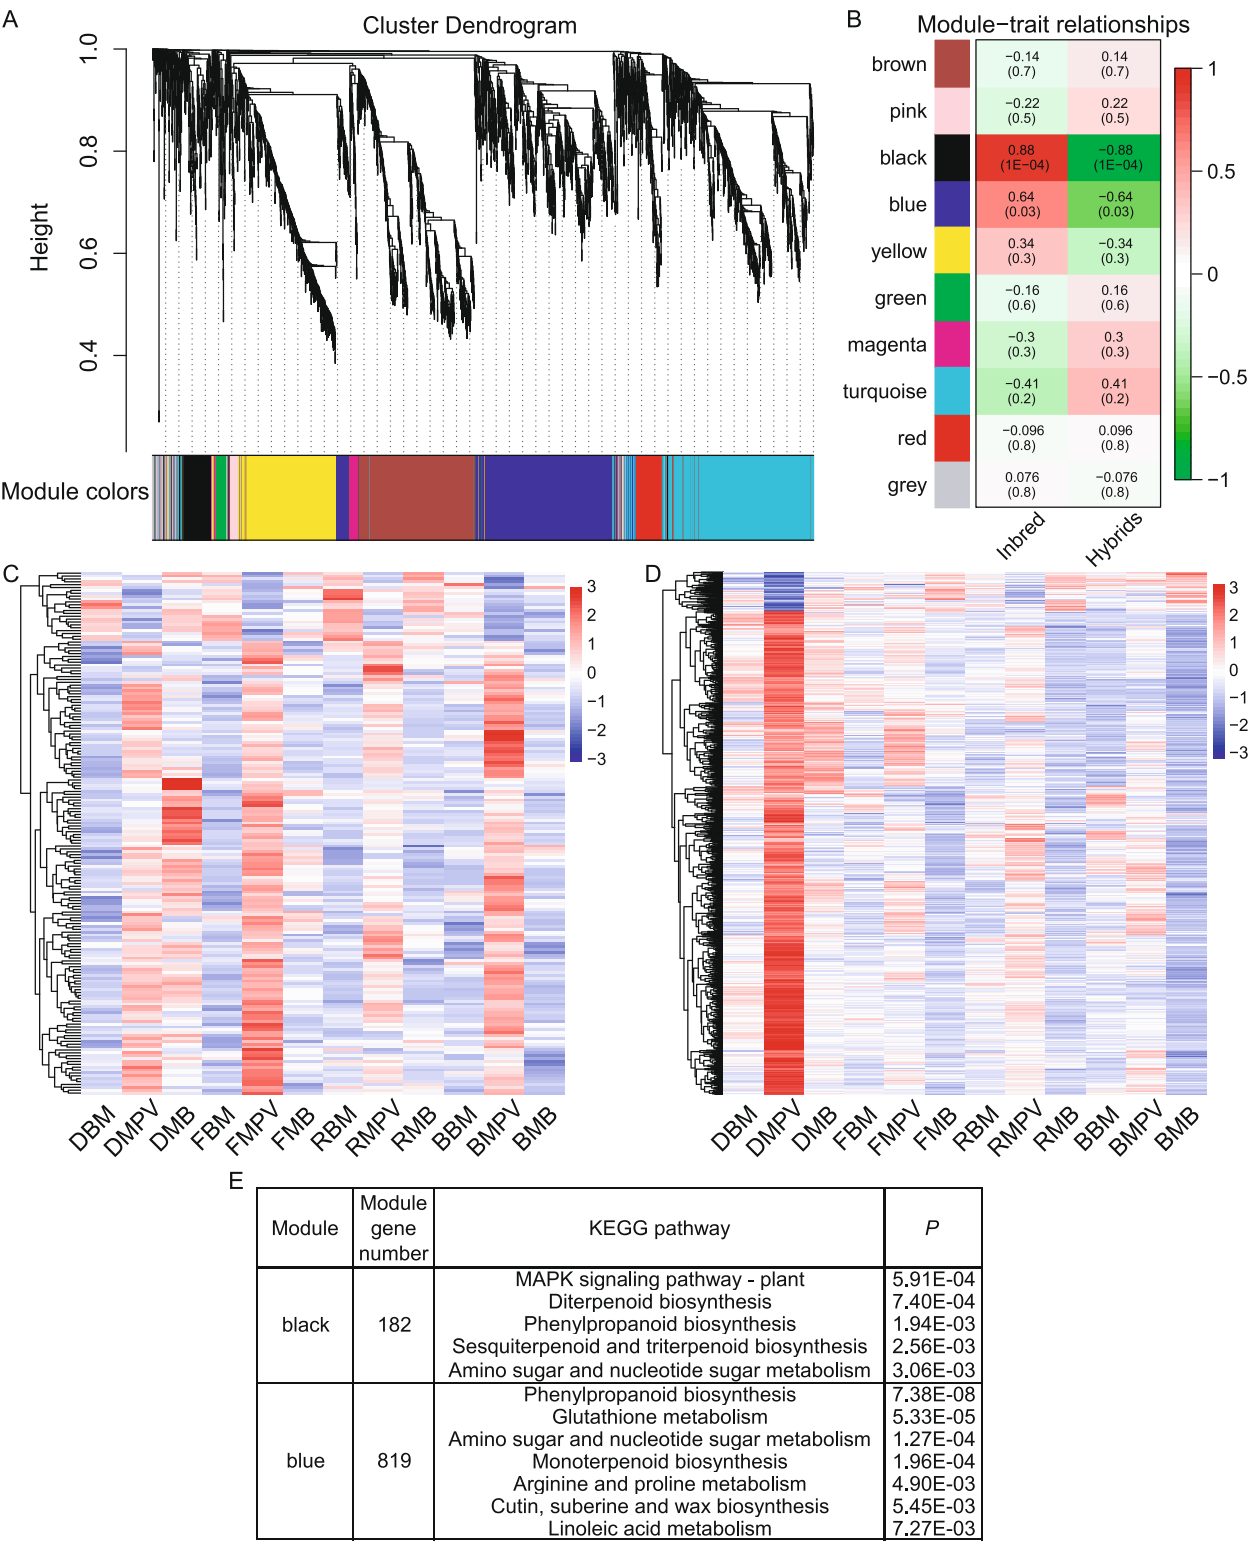 A
Cluster Dendrogram
Height
1.0
0.8
0.6
0.4
Module colors
B
Module−trait relationships
brown −0.14 (0.7) 0.14 (0.7)
pink −0.22 (0.5) 0.22 (0.5)
black 0.88 (1E−04) −0.88 (1E−04)
blue 0.64 (0.03) −0.64 (0.03)
yellow 0.34 (0.3) −0.34 (0.3)
green −0.16 (0.6) 0.16 (0.6)
magenta −0.3 (0.3) 0.3 (0.3)
turquoise −0.41 (0.2) 0.41 (0.2)
red −0.096 (0.8) 0.096 (0.8)
grey 0.076 (0.8) −0.076 (0.8)
Inbred Hybrids
1
0.5
0
−0.5
−1
C
3
2
1
0
−1
−2
−3
DBM DMPV DMB FBM FMPV FMB RBM RMPV RMB BBM BMPV BMB
D
3
2
1
0
−1
−2
−3
DBM DMPV DMB FBM FMPV FMB RBM RMPV RMB BBM BMPV BMB
E
Module
Module gene number
KEGG pathway
P
black 182
MAPK signaling pathway - plant 5.91E-04
Diterpenoid biosynthesis 7.40E-04
Phenylpropanoid biosynthesis 1.94E-03
Sesquiterpenoid and triterpenoid biosynthesis 2.56E-03
Amino sugar and nucleotide sugar metabolism 3.06E-03
blue 819
Phenylpropanoid biosynthesis 7.38E-08
Glutathione metabolism 5.33E-05
Amino sugar and nucleotide sugar metabolism 1.27E-04
Monoterpenoid biosynthesis 1.96E-04
Arginine and proline metabolism 4.90E-03
Cutin, suberine and wax biosynthesis 5.45E-03
Linoleic acid metabolism 7.27E-03